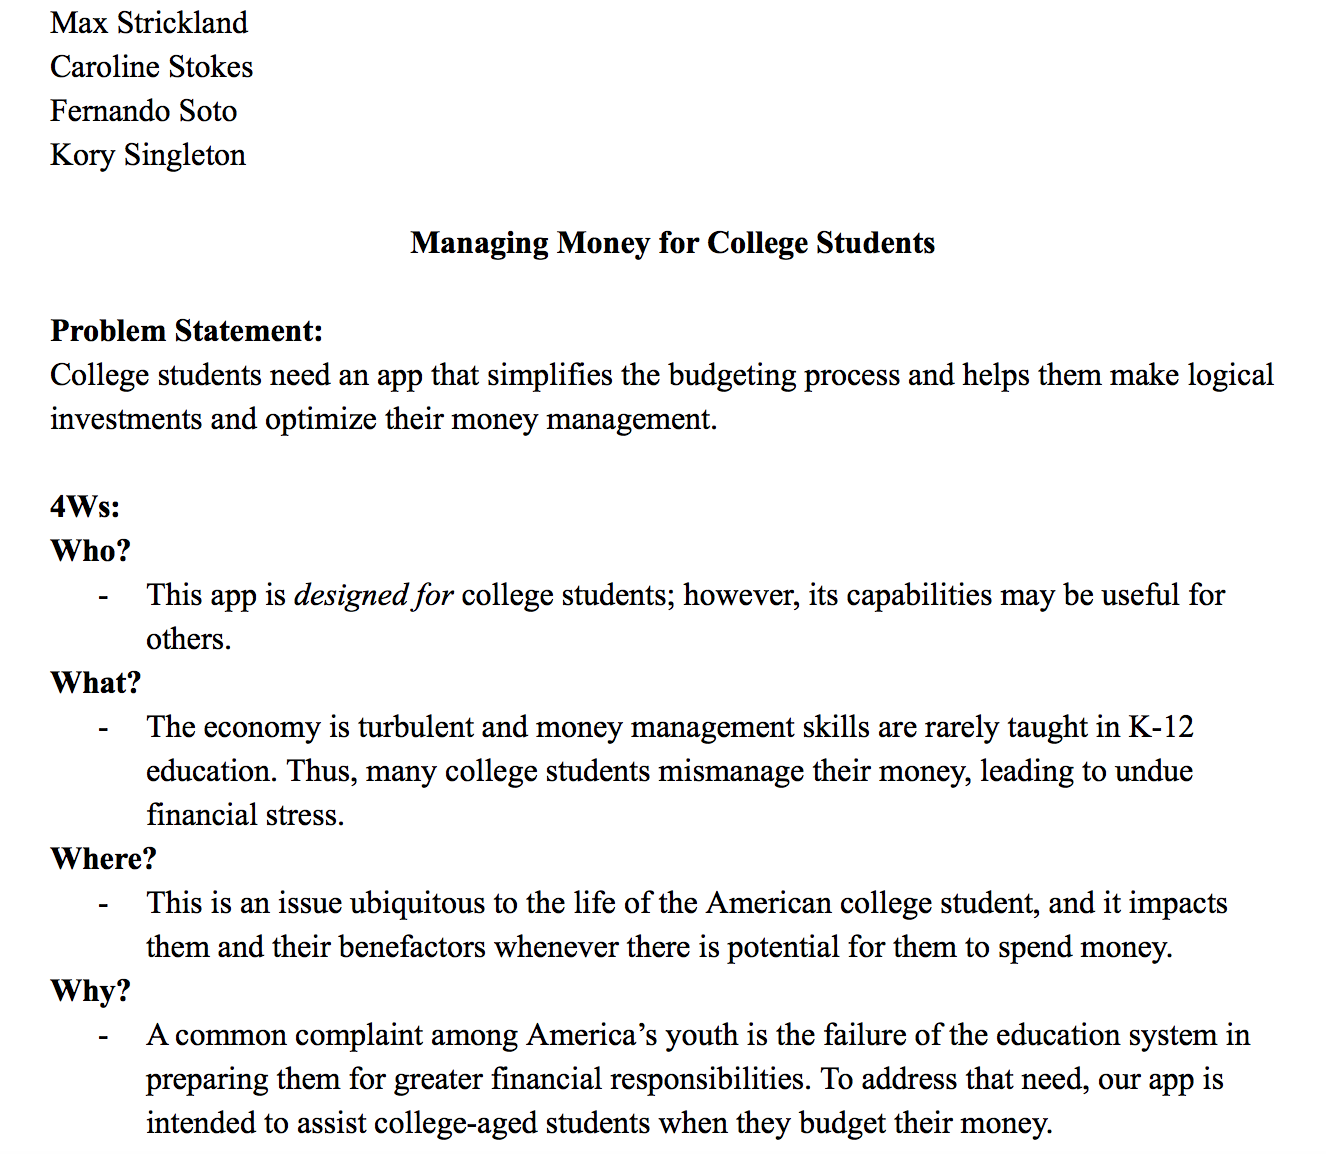 Max Strickland
Caroline Stokes
Fernando Soto
Kory Singleton
Managing Money for College Students
Problem Statement:
College students need an app that simplifies the budgeting process and helps them make logical
investments and optimize their money management.
4Ws:
Who?
- This app is designed for college students; however, its capabilities may be useful for
others.
What?
- The economy is turbulent and money management skills are rarely taught in K-12
education. Thus, many college students mismanage their money, leading to undue
financial stress.
Where?
- This is an issue ubiquitous to the life of the American college student, and it impacts
them and their benefactors whenever there is potential for them to spend money.
Why?
- A common complaint among America’s youth is the failure of the education system in
preparing them for greater financial responsibilities. To address that need, our app is
intended to assist college-aged students when they budget their money.